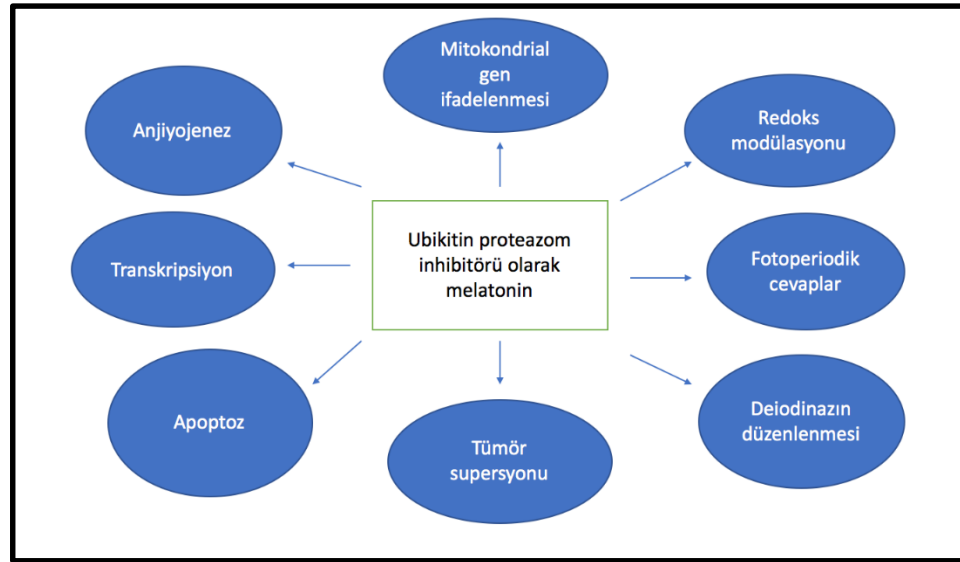 Mitokondrial
gen
ifadelenmesi
Anjiyojenez
Redoks
modülasyonu
Ubikitin proteazom
inhibitörü olarak
melatonin
Transkripsiyon
Fotoperiodik
cevaplar
Apoptoz
Tümör
supersyonu
Deiodinazın
düzenlenmesi